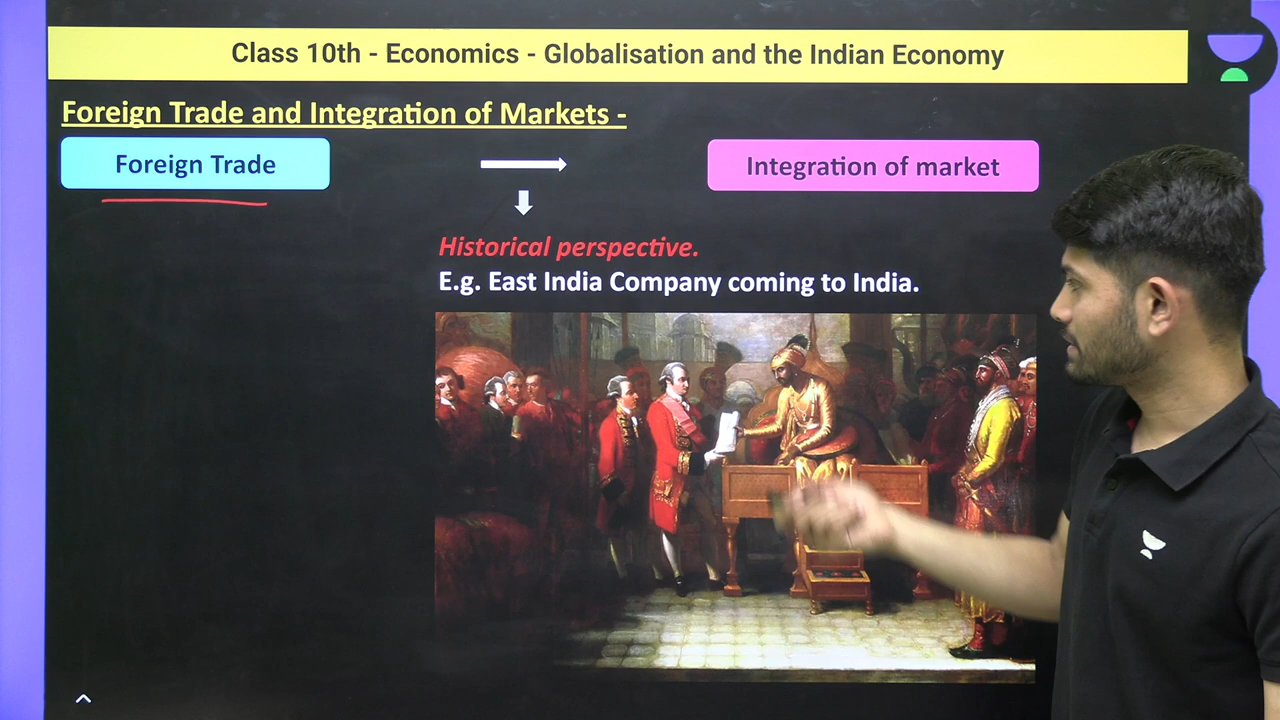 Class 10th - Economics - Globalisation and the Indian Economy
Foreign Trade and Integration of Markets -
Foreign Trade
Integration of market
Historical perspective.
E.g. East India Company coming to India.